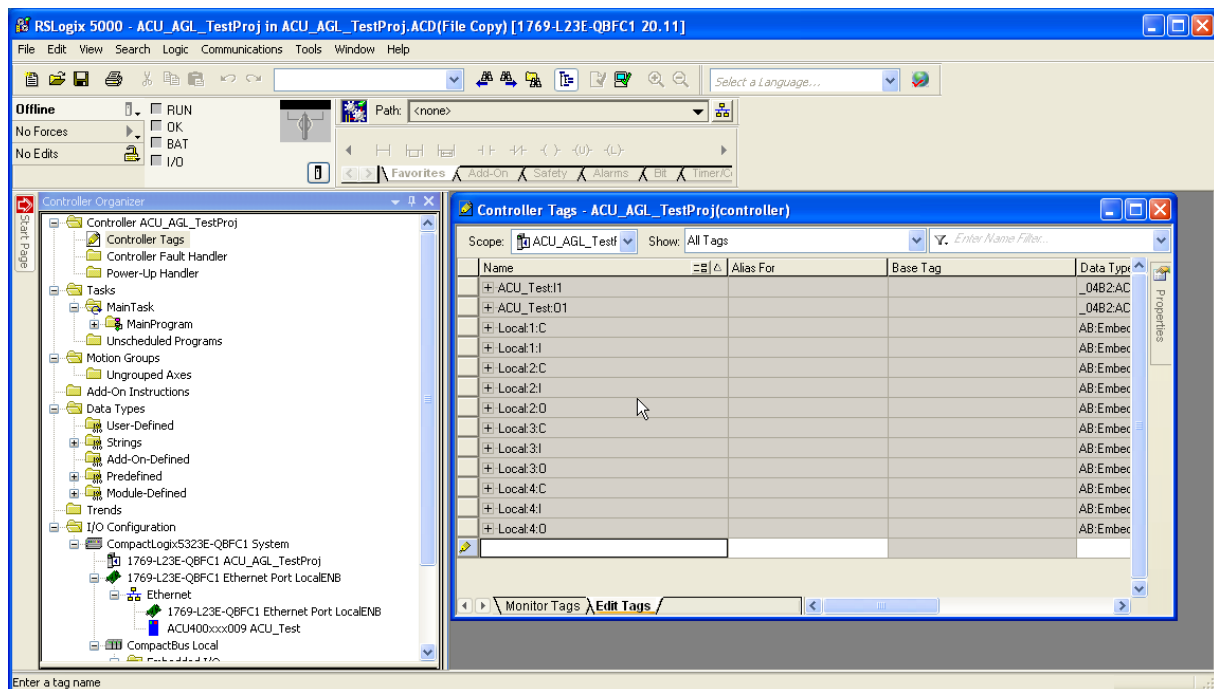 RSLogix 5000 - ACU_AGL_TestProj in ACU_AGL_TestProj.ACD(File Copy) [1769-L23E-QBFC1 20.11]
File Edit View Search Logic Communications Tools Window Help
Select a Language...
Offline
RUN
Path: <none>
No Forces
OK
BAT
No Edits
I/O
Favorites Add-On Safety Alarms Bit Timer/C
Start Page
Controller Organizer
Controller ACU_AGL_TestProj
Controller Tags
Controller Fault Handler
Power-Up Handler
Tasks
MainTask
MainProgram
Unscheduled Programs
Motion Groups
Ungrouped Axes
Add-On Instructions
Data Types
User-Defined
Strings
Add-On-Defined
Predefined
Module-Defined
Trends
I/O Configuration
CompactLogix5323E-QBFC1 System
1769-L23E-QBFC1 ACU_AGL_TestProj
1769-L23E-QBFC1 Ethernet Port LocalENB
Ethernet
1769-L23E-QBFC1 Ethernet Port LocalENB
ACU400xxx009 ACU_Test
CompactBus Local
Embedded I/O
Controller Tags - ACU_AGL_TestProj(controller)
Scope: ACU_AGL_TestF Show: All Tags Enter Name Filter...
Name Alias For Base Tag Data Type
ACU_Test:I1 _04B2:AC
ACU_Test:O1 _04B2:AC
Local:1:C AB:Embec
Local:1:I AB:Embec
Local:2:C AB:Embec
Local:2:I AB:Embec
Local:2:O AB:Embec
Local:3:C AB:Embec
Local:3:I AB:Embec
Local:3:O AB:Embec
Local:4:C AB:Embec
Local:4:I AB:Embec
Local:4:O AB:Embec
Properties
Monitor Tags Edit Tags
Enter a tag name